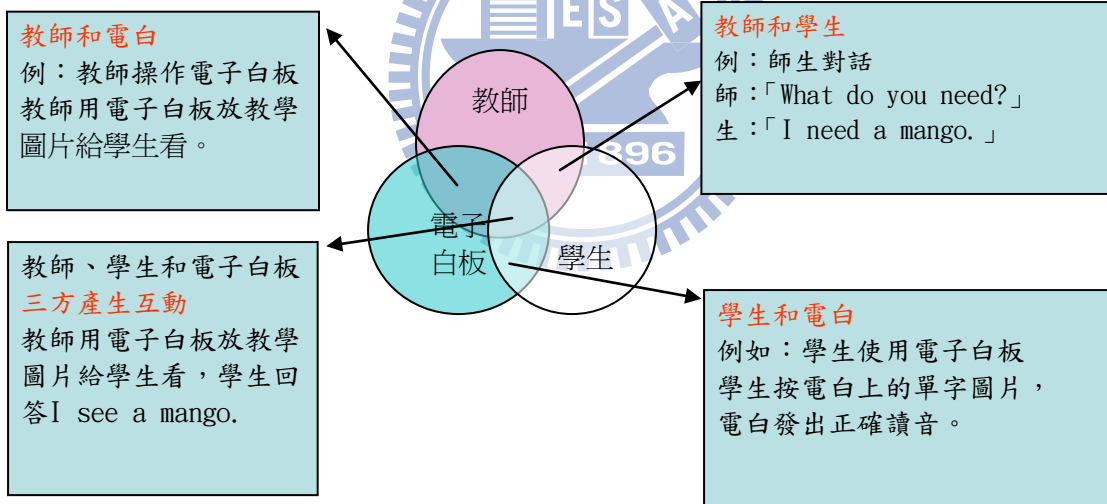 教師和電白
例：教師操作電子白板
教師用電子白板放教學
圖片給學生看。
教師和學生
例：師生對話
師：「What do you need?」
生：「I need a mango. 」
ES A
896
教師
電子
白板
學生
教師、學生和電子白板
三方產生互動
教師用電子白板放教學
圖片給學生看，學生回
答I see a mango.
學生和電白
例如：學生使用電子白板
學生按電白上的單字圖片，
電白發出正確讀音。